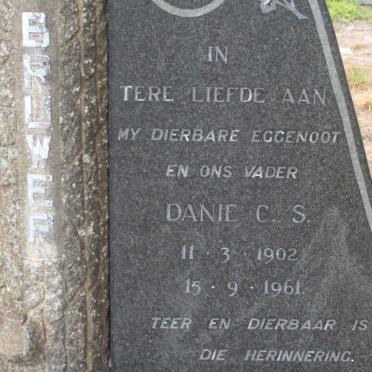 BRUWER
IN
TERE LIEFDE AAN
MY DIERBARE EGGENOOT
EN ONS VADER
DANIE C. S.
11 · 3 · 1902
15 · 9 · 1961.
TEER EN DIERBAAR IS
DIE HERINNERING.